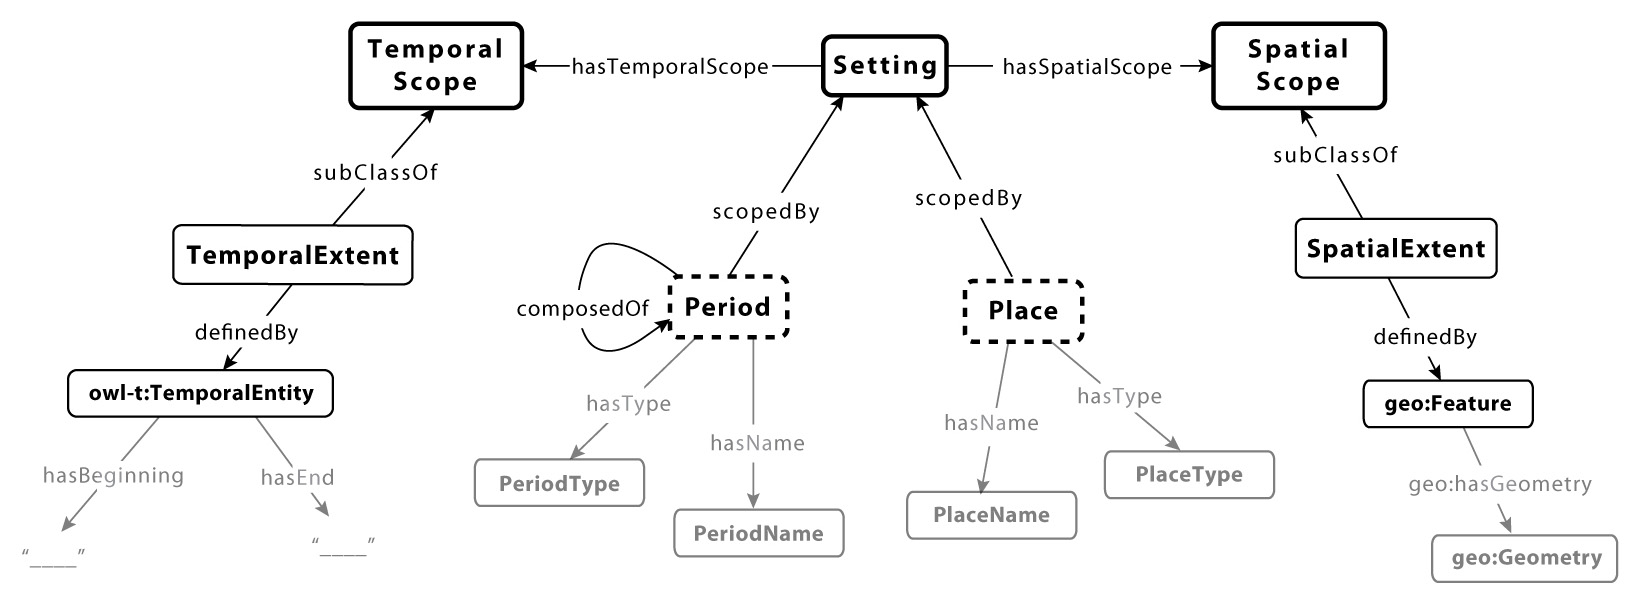 Temporal
Scope
hasTemporalScope
Setting
hasSpatialScope
Spatial
Scope
subClassOf
scopedBy
scopedBy
subClassOf
TemporalExtent
composedOf
Period
Place
SpatialExtent
definedBy
definedBy
owl-t:TemporalEntity
hasType
hasName
hasName
hasType
geo:Feature
hasBeginning
hasEnd
PeriodType
PeriodName
PlaceName
PlaceType
geo:hasGeometry
“____”
“____”
geo:Geometry